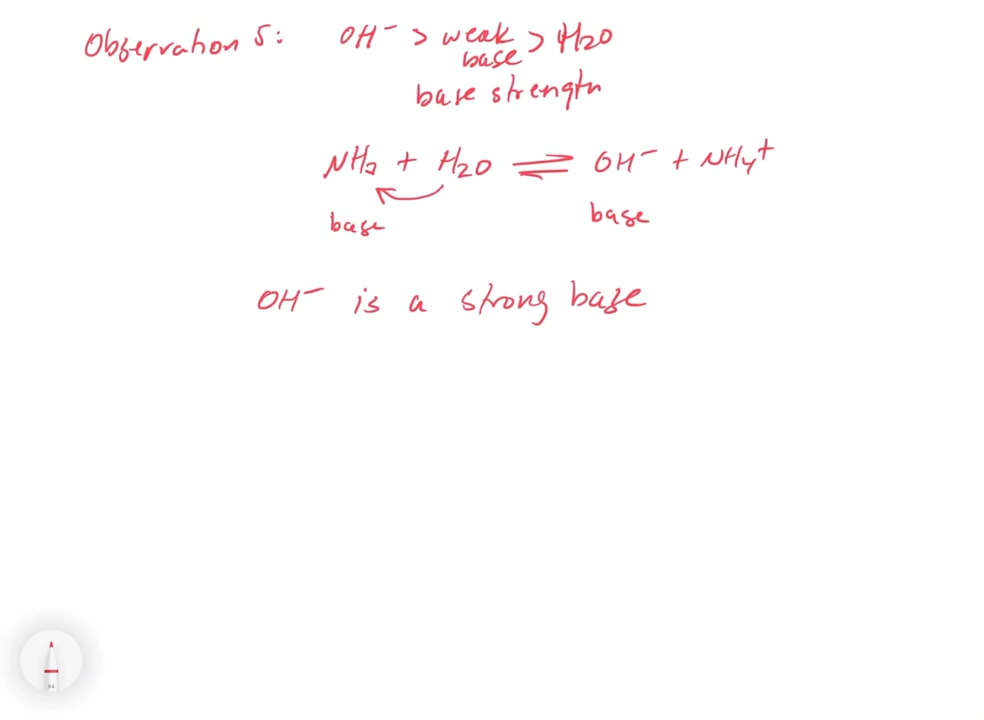 Observation 5: OH⁻ > weak base > H₂O
base strength
NH₃ + H₂O ⇌ OH⁻ + NH₄⁺
base base
OH⁻ is a strong base